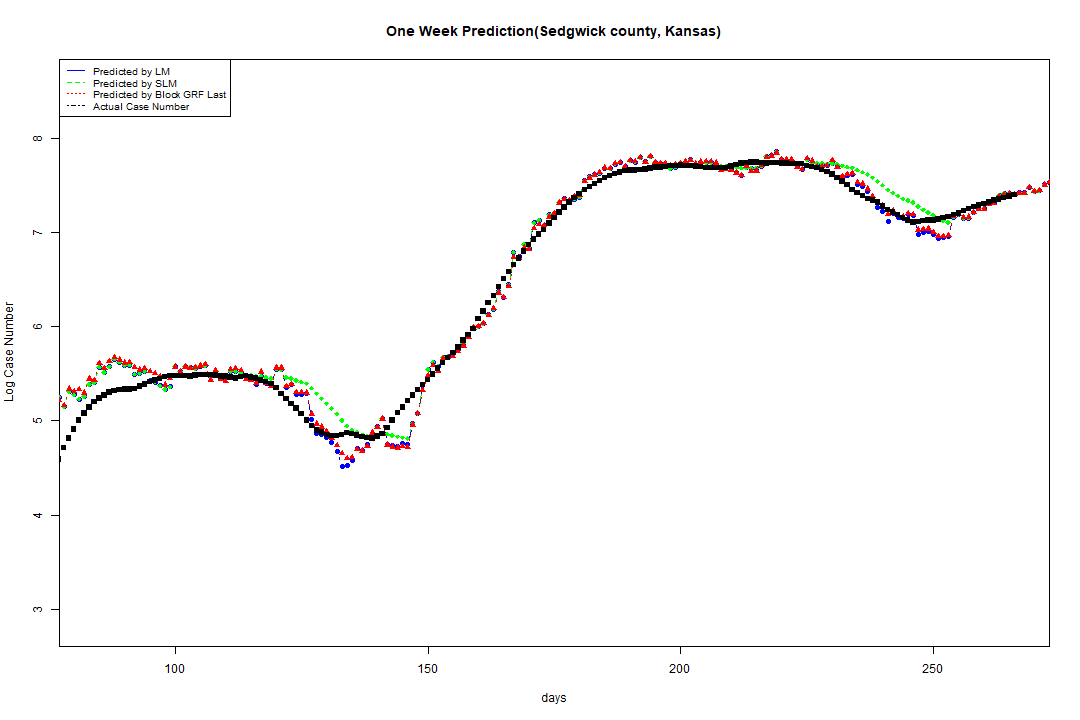 One Week Prediction(Sedgwick county, Kansas)
Predicted by LM
Predicted by SLM
Predicted by Block GRF Last
Actual Case Number
8
7
6
5
4
3
Log Case Number
100 150 200 250
days